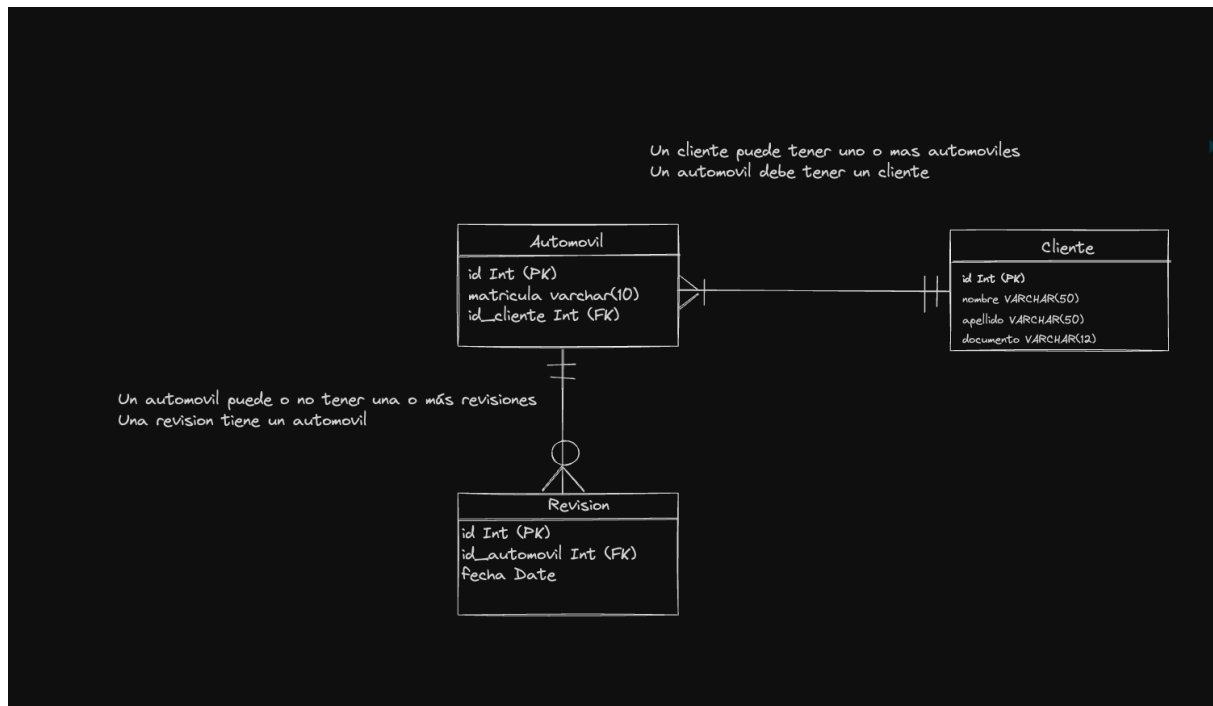 Un cliente puede tener uno o mas automoviles
Un automovil debe tener un cliente
Automovil
id Int (PK)
matricula varchar(10)
id_cliente Int (FK)
Cliente
id Int (PK)
nombre VARCHAR(50)
apellido VARCHAR(50)
documento VARCHAR(12)
Un automovil puede o no tener una o más revisiones
Una revision tiene un automovil
Revision
id Int (PK)
id_automovil Int (FK)
fecha Date